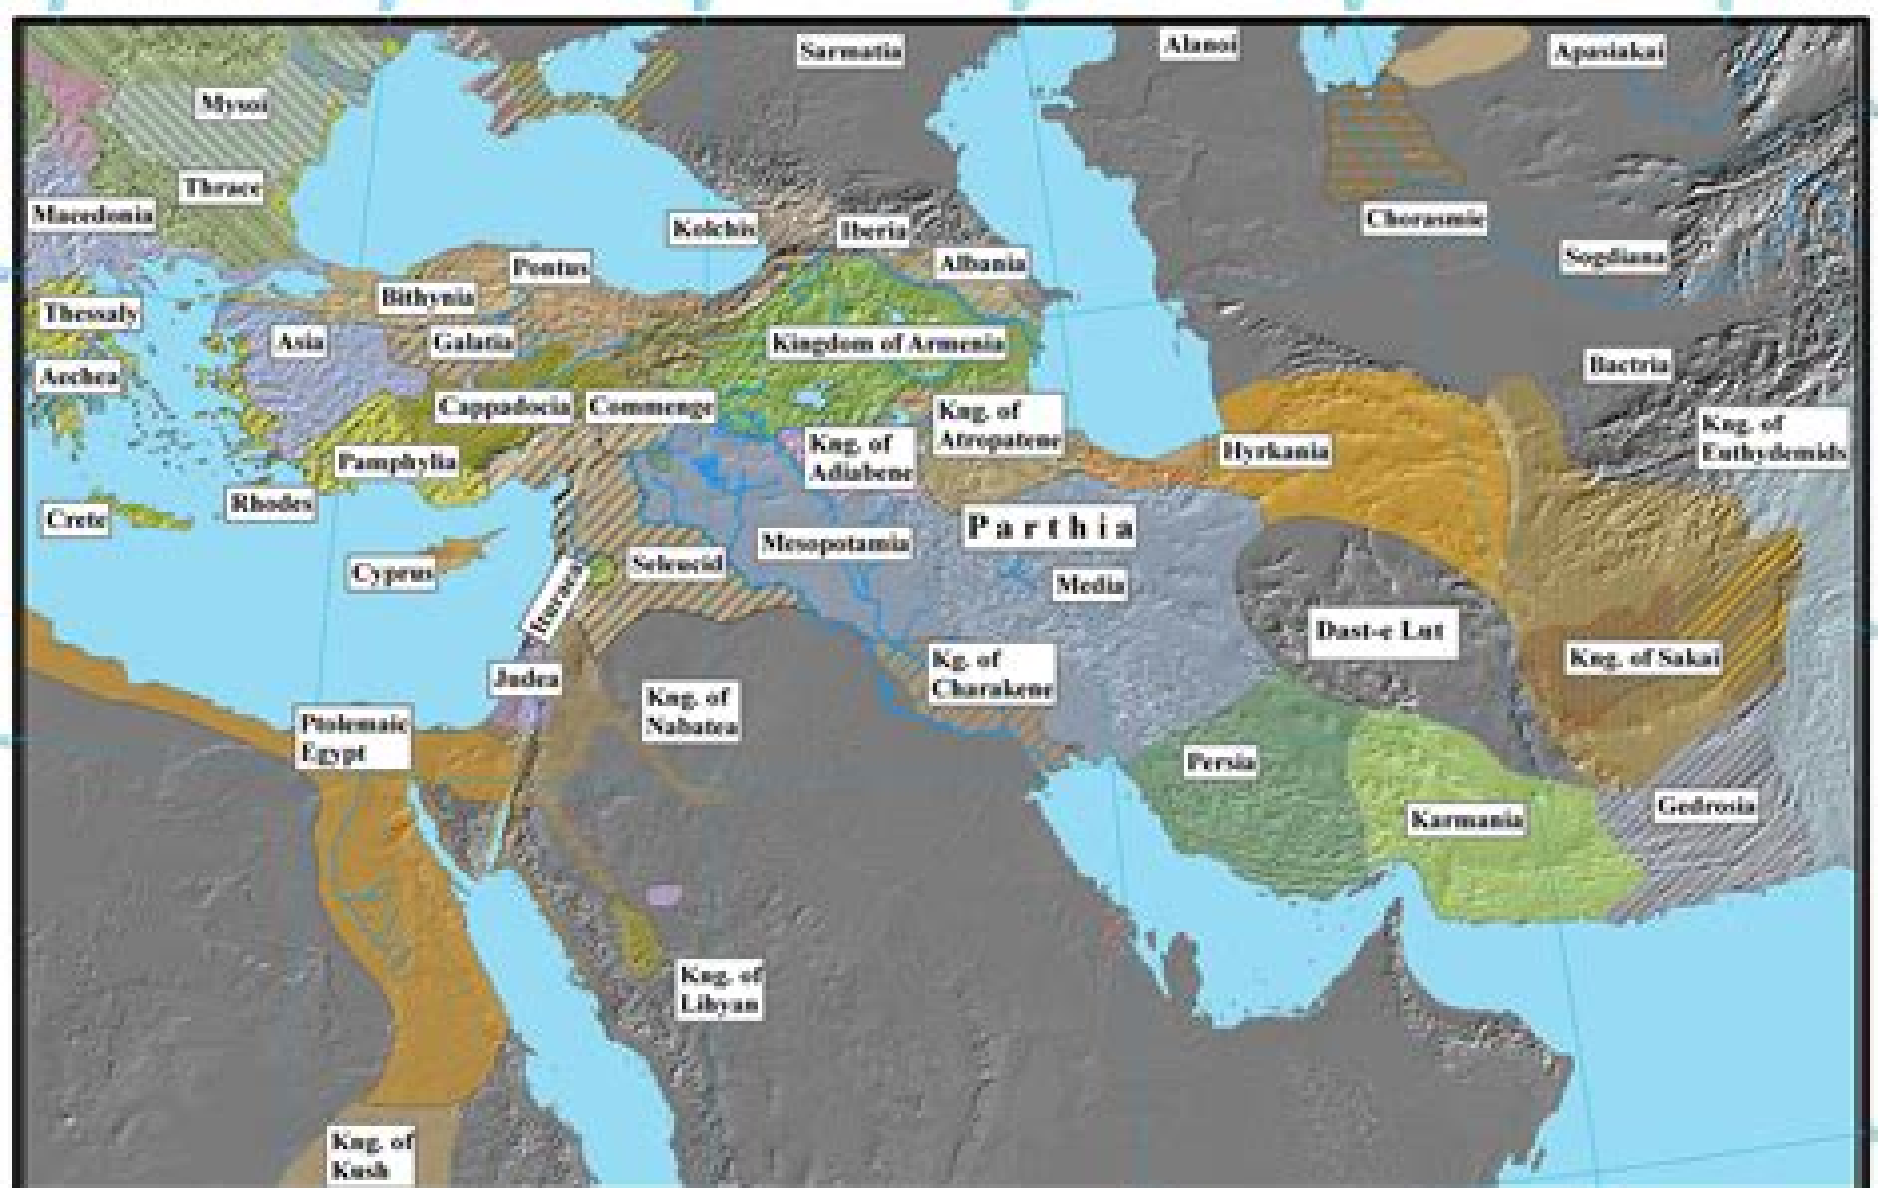 Sarmatia
Alanoi
Apasiakai
Mysoi
Thrace
Macedonia
Kolchis
Iberia
Chorasmie
Albania
Sogdiana
Pontus
Bithynia
Thessaly
Asia
Galatia
Kingdom of Armenia
Bactria
Aechea
Cappadocia
Commenge
Kng. of
Atropatene
Kng. of
Euthydemids
Kng. of
Adiabene
Hyrkania
Pamphylia
Rhodes
Crete
Parthia
Mesopotamia
Cyprus
Seleucid
Media
Ituraea
Dast-e Lut
Kng. of Sakai
Judea
Kg. of
Charakene
Kng. of
Nabatea
Ptolemaic
Egypt
Persia
Karmania
Gedrosia
Kng. of
Lihyan
Kng. of
Kush